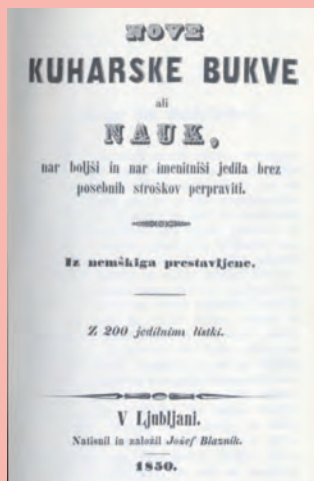 NOVE
KUHARSKE BUKVE
ali
NAUK,
nar boljši in nar imenitniši jedila brez
posebnih stroškov perpraviti.
Iz nemškiga prestavljene.
Z 200 jedilnimi listki.
V Ljubljani.
Natisnil in založil Jožef Blaznik.
1850.